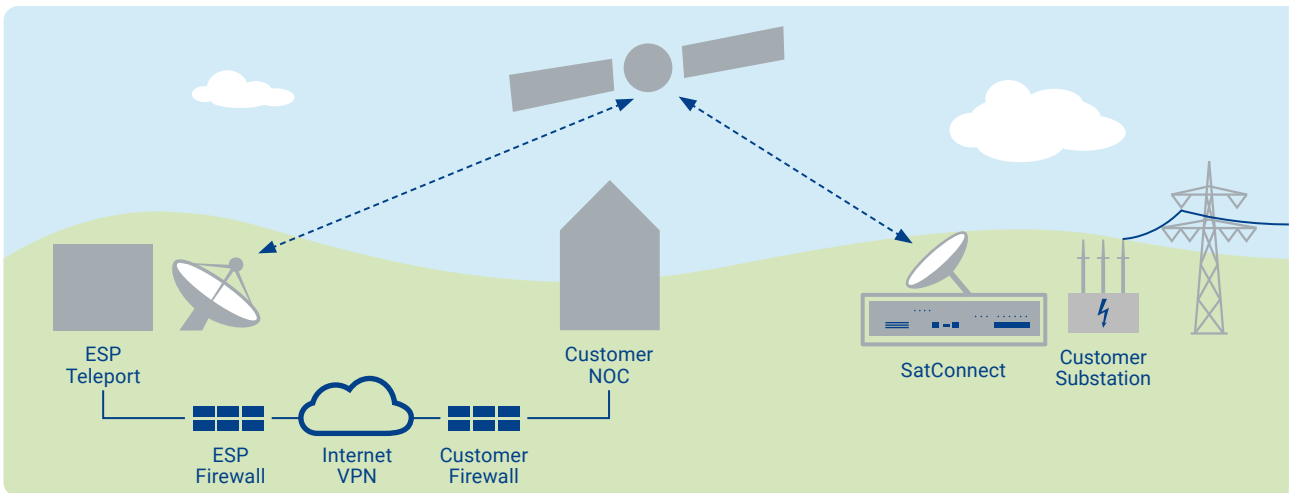 ESP
Teleport
Customer
NOC
SatConnect
Customer
Substation
ESP
Firewall
Internet
VPN
Customer
Firewall